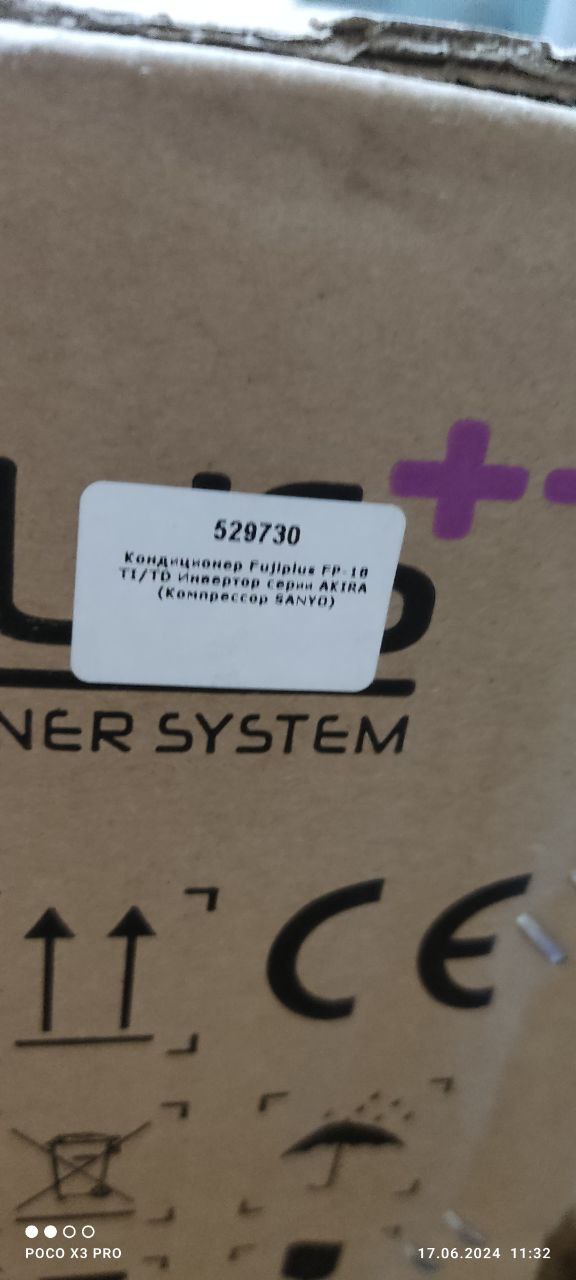 529730
Кондиционер Fujiplus FP-10
TI/TD Инвертор серии AKIRA
(Компрессор SANYO)
NER SYSTEM
CE
POCO X3 PRO
17.06.2024 11:32